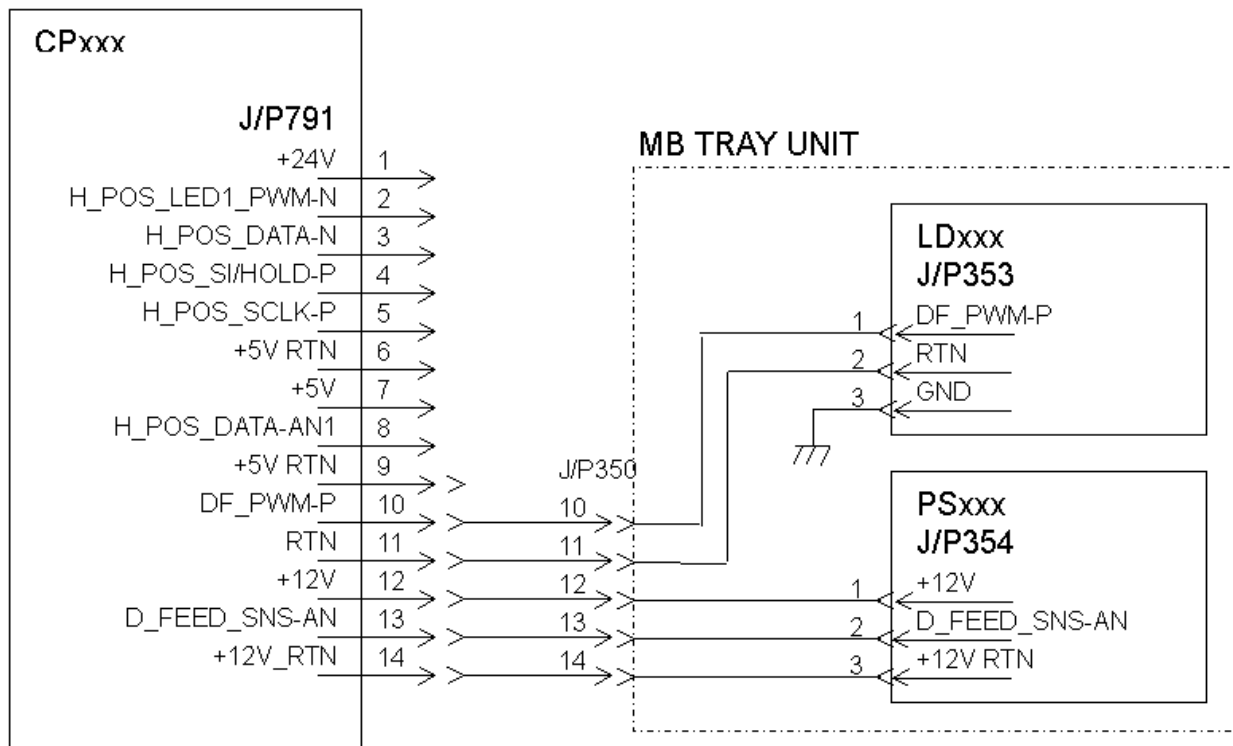 CPxxx
J/P791
+24V 1
H_POS_LED1_PWM-N 2
H_POS_DATA-N 3
H_POS_SI/HOLD-P 4
H_POS_SCLK-P 5
+5V RTN 6
+5V 7
H_POS_DATA-AN1 8
+5V RTN 9
DF_PWM-P 10
RTN 11
+12V 12
D_FEED_SNS-AN 13
+12V_RTN 14
J/P350
10
11
12
13
14
MB TRAY UNIT
LDxxx
J/P353
1 DF_PWM-P
2 RTN
3 GND
PSxxx
J/P354
1 +12V
2 D_FEED_SNS-AN
3 +12V RTN